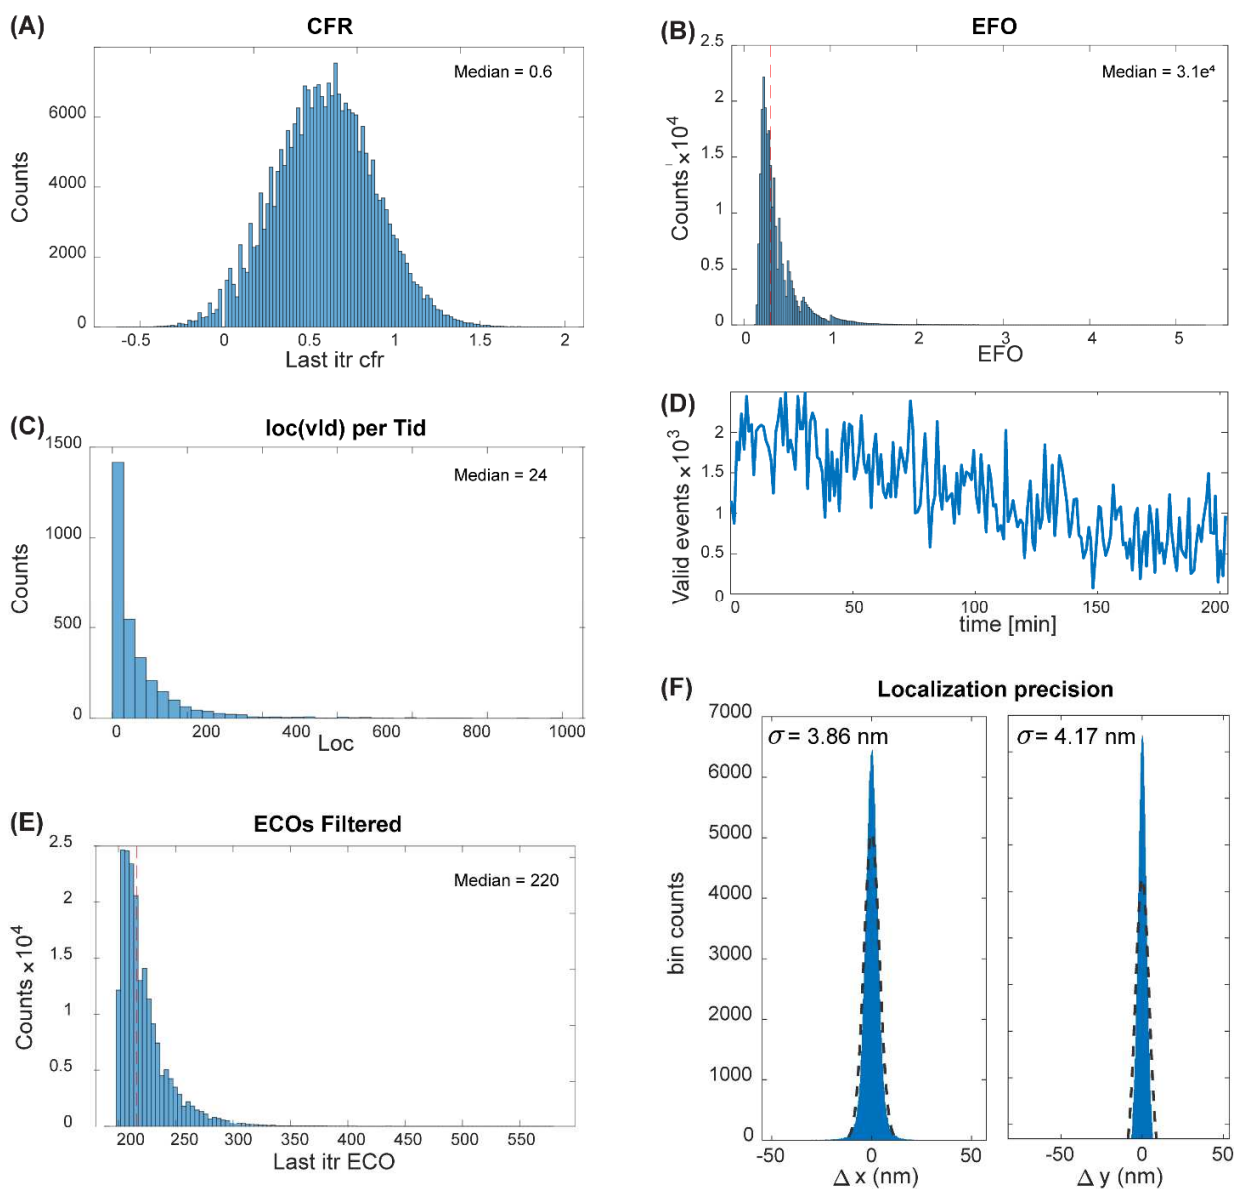 (A)
CFR
Median = 0.6
6000
4000
2000
0
Counts
-0.5
0
0.5
1
1.5
2
Last itr cfr
(B)
EFO
Median = 3.1e⁴
2.5
2
1.5
1
0.5
0
Counts ×10⁴
0
1
2
3
4
5
EFO
(C)
loc(vld) per Tid
Median = 24
1500
1000
500
0
Counts
0
200
400
600
800
1000
Loc
(D)
2
1.5
1
0.5
0
Valid events ×10³
0
50
100
150
200
time [min]
(E)
ECOs Filtered
Median = 220
2.5
2
1.5
1
0.5
0
Counts ×10⁴
200
250
300
350
400
450
500
550
Last itr ECO
(F)
Localization precision
σ = 3.86 nm
σ = 4.17 nm
7000
6000
5000
4000
3000
2000
1000
0
bin counts
-50
0
50
Δ x (nm)
-50
0
50
Δ y (nm)